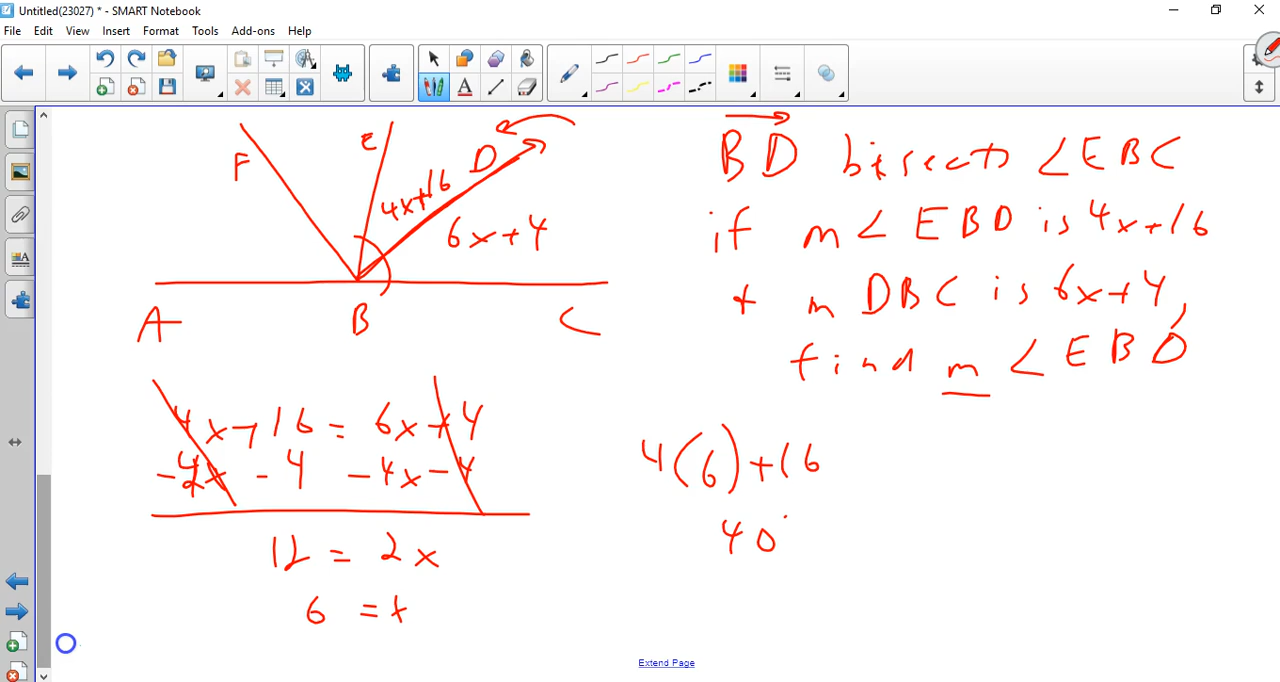 Untitled(23027) * - SMART Notebook
File Edit View Insert Format Tools Add-ons Help
F E D
4x+16
6x+4
A B C
BD bisects ∠EBC
if m∠EBD is 4x+16
+ m DBC is 6x+4,
find m ∠EBD
4x+16 = 6x+4
-4x -4 -4x -4
12 = 2x
6 = x
4(6)+16
40°
Extend Page